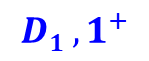 D₁ , 1⁺